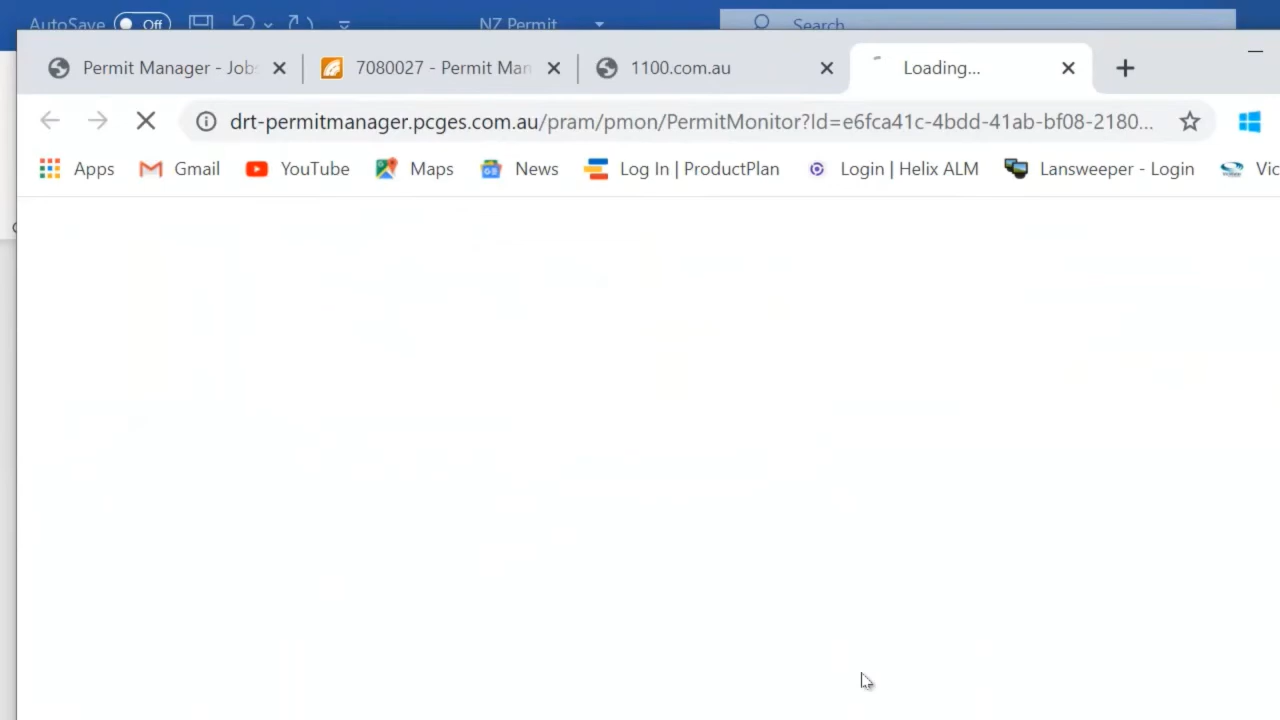 AutoSave Off NZ Permit Search
Permit Manager - Job 7080027 - Permit Man 1100.com.au Loading...
drt-permitmanager.pcges.com.au/pram/pmon/PermitMonitor?Id=e6fca41c-4bdd-41ab-bf08-2180...
Apps Gmail YouTube Maps News Log In | ProductPlan Login | Helix ALM Lansweeper - Login Vic